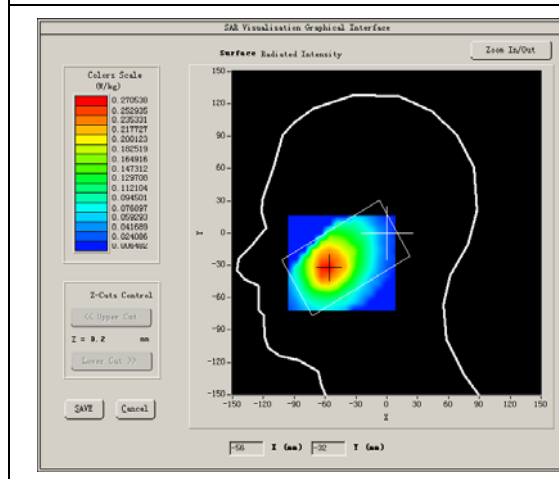 SAR Visualisation Graphical Interface
Surface Radiated Intensity
Zoom In/Out
Colors Scale
(W/kg)
0.270538
0.252935
0.235331
0.217727
0.200123
0.182519
0.164916
0.147312
0.129708
0.112104
0.094501
0.076897
0.059293
0.041689
0.024086
0.006482
Z-Cuts Control
<< Upper Cut
Z = 0.2 mm
Lower Cut >>
SAVE
Cancel
150
120
90
60
30
0
-30
-60
-90
-120
-150
Y
-150 -120 -90 -60 -30 0 30 60 90 120 150
X
-56 X (mm) -32 Y (mm)